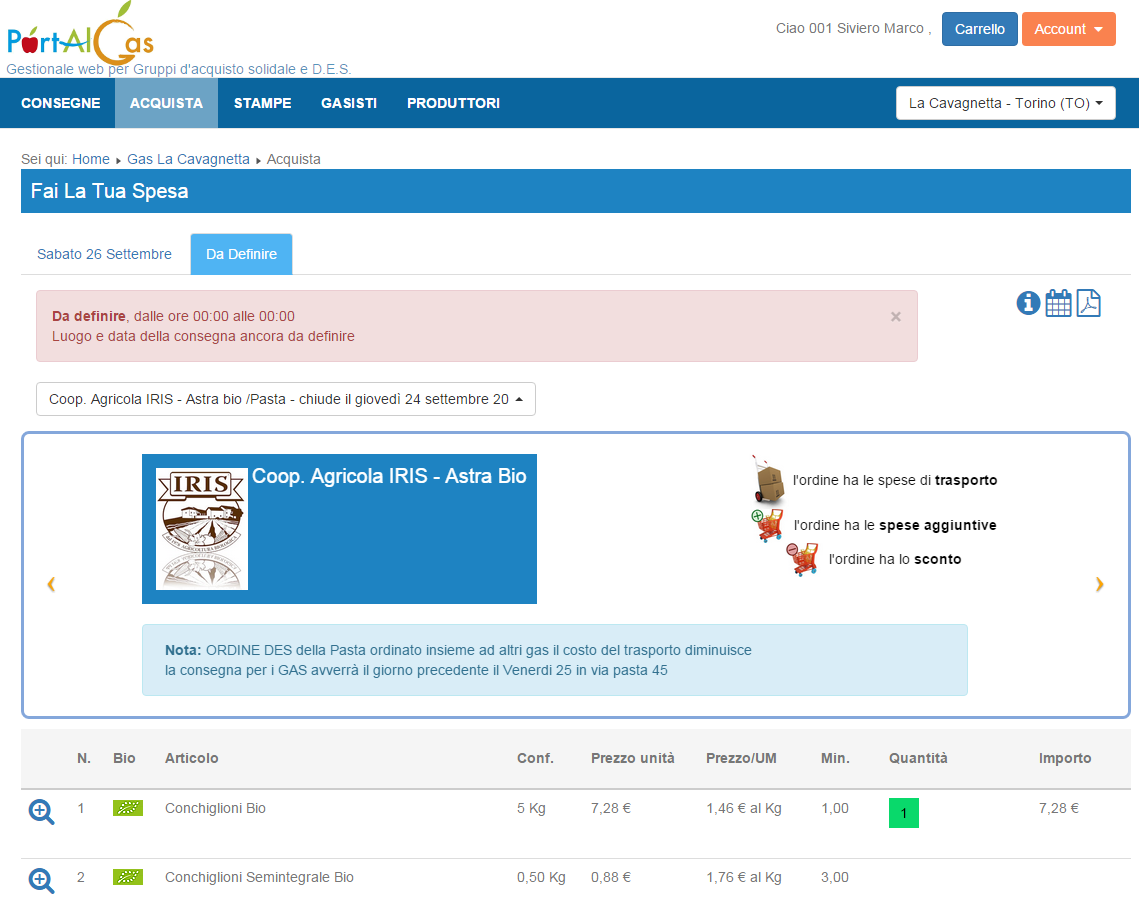 PortAlGas
Gestionale web per Gruppi d'acquisto solidale e D.E.S.
Ciao 001 Siviero Marco , Carrello Account
CONSEGNE ACQUISTA STAMPE GASISTI PRODUTTORI La Cavagnetta - Torino (TO)
Sei qui: Home Gas La Cavagnetta Acquista
Fai La Tua Spesa
Sabato 26 Settembre Da Definire
Da definire, dalle ore 00:00 alle 00:00 ×
Luogo e data della consegna ancora da definire
Coop. Agricola IRIS - Astra bio /Pasta - chiude il giovedì 24 settembre 20
IRIS
Coop. Agricola IRIS - Astra Bio
l'ordine ha le spese di trasporto
l'ordine ha le spese aggiuntive
l'ordine ha lo sconto
Nota: ORDINE DES della Pasta ordinato insieme ad altri gas il costo del trasporto diminuisce
la consegna per i GAS avverrà il giorno precedente il Venerdi 25 in via pasta 45
N. Bio Articolo Conf. Prezzo unità Prezzo/UM Min. Quantità Importo
1 Conchiglioni Bio 5 Kg 7,28 € 1,46 € al Kg 1,00 1 7,28 €
2 Conchiglioni Semintegrale Bio 0,50 Kg 0,88 € 1,76 € al Kg 3,00